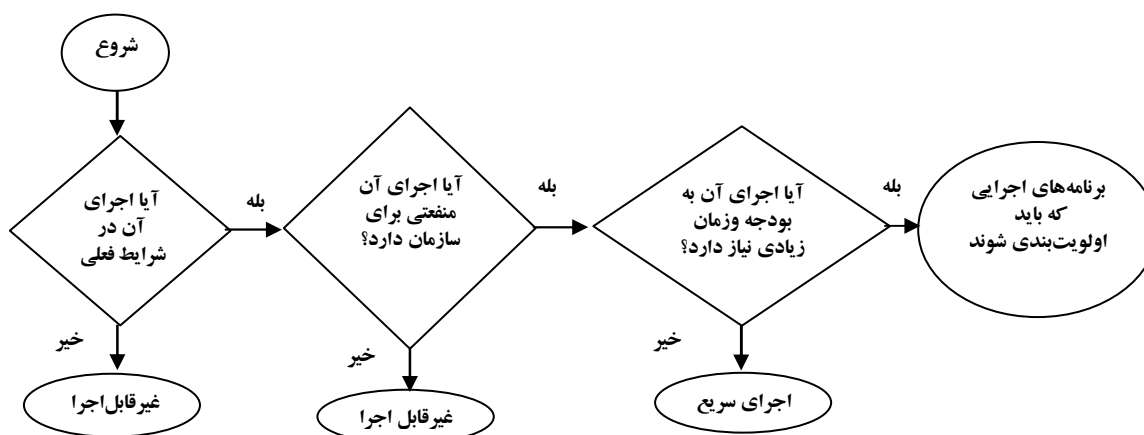 شروع
آیا اجرای
آن در
شرایط فعلی
بله
خیر
غیرقابل‌اجرا
آیا اجرای آن
منفعتی برای
سازمان دارد؟
بله
خیر
غیرقابل اجرا
آیا اجرای آن به
بودجه وزمان
زیادی نیاز دارد؟
بله
خیر
اجرای سریع
برنامه‌های اجرایی
که باید
اولویت‌بندی شوند